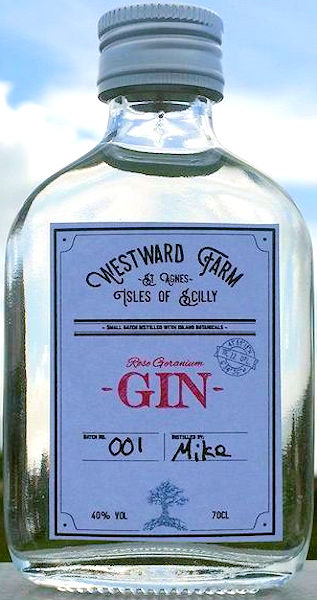 WESTWARD FARM
- ST. AGNES -
ISLES OF SCILLY
- SMALL BATCH DISTILLED WITH ISLAND BOTANICALS -
Rose Geranium
- GIN -
BATCH NO. 001
DISTILLED BY: Mike
40% VOL 70CL